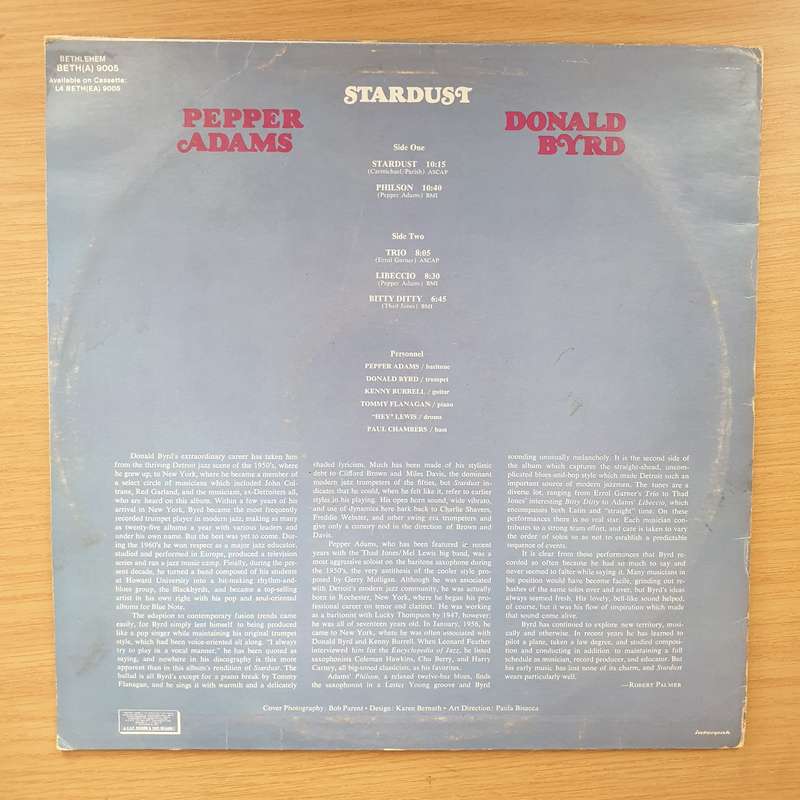 BETHLEHEM
BETH(A) 9005
Available on Cassette:
L4 BETH(EA) 9005
STARDUST
PEPPER
ADAMS
DONALD
BYRD
Side One
STARDUST 10:15
(Carmichael/Parish) ASCAP
PHILSON 10:40
(Pepper Adams) BMI
Side Two
TRIO 8:05
(Errol Garner) ASCAP
LIBECCIO 8:30
(Pepper Adams) BMI
BITTY DITTY 6:45
(Thad Jones) BMI
Personnel
PEPPER ADAMS / baritone
DONALD BYRD / trumpet
KENNY BURRELL / guitar
TOMMY FLANAGAN / piano
"HEY" LEWIS / drums
PAUL CHAMBERS / bass
Donald Byrd's extraordinary career has taken him
from the thriving Detroit jazz scene of the 1950's, where
he grew up, to New York, where he became a member of
a select circle of musicians which included John Col-
trane, Red Garland, and the musicians, ex-Detroiters all,
who are heard on this album. Within a few years of his
arrival in New York, Byrd became the most frequently
recorded trumpet player in modern jazz, making as many
as twenty-five albums a year with various leaders and
under his own name. But the best was yet to come. Dur-
ing the 1960's he won respect as a major jazz educator,
studied and performed in Europe, produced a television
series and ran a jazz music camp. Finally, during the pre-
sent decade, he turned a band composed of his students
at Howard University into a hit-making rhythm-and-
blues group, the Blackbyrds, and became a top-selling
artist in his own right with his pop and soul-oriented
albums for Blue Note.
The adaption to contemporary fusion trends came
easily, for Byrd simply lent himself to being produced
like a pop singer while maintaining his original trumpet
style, which had been voice-oriented all along. "I always
try to play in a vocal manner," he has been quoted as
saying, and nowhere in his discography is this more
apparent than in this album's rendition of Stardust. The
ballad is all Byrd's except for a piano break by Tommy
Flanagan, and he sings it with warmth and a delicately
shaded lyricism. Much has been made of his stylistic
debt to Clifford Brown and Miles Davis, the dominant
modern jazz trumpeters of the fifties, but Stardust in-
dicates that he could, when he felt like it, refer to earlier
styles in his playing. His open horn sound, wide vibrato,
and use of dynamics here hark back to Charlie Shavers,
Freddie Webster, and other swing era trumpeters and
give only a cursory nod in the direction of Brown and
Davis.
Pepper Adams, who has been featured in recent
years with the Thad Jones/Mel Lewis big band, was a
most aggressive soloist on the baritone saxophone during
the 1950's, the very antithesis of the cooler style pro-
posed by Gerry Mulligan. Although he was associated
with Detroit's modern jazz community, he was actually
born in Rochester, New York, where he began his pro-
fessional career on tenor and clarinet. He was working
as a baritonist with Lucky Thompson by 1947, however;
he was all of seventeen years old. In January, 1956, he
came to New York, where he was often associated with
Donald Byrd and Kenny Burrell. When Leonard Feather
interviewed him for the Encyclopedia of Jazz, he listed
saxophonists Coleman Hawkins, Chu Berry, and Harry
Carney, all big-toned classicists, as his favorites.
Adams' Philson, a relaxed twelve-bar blues, finds
the saxophonist in a Lester Young groove and Byrd
sounding unusually melancholy. It is the second side of
the album which captures the straight-ahead, uncom-
plicated blues-and-bop style which made Detroit such an
important source of modern jazzmen. The tunes are a
diverse lot, ranging from Errol Garner's Trio to Thad
Jones' interesting Bitty Ditty to Adams' Libeccio, which
encompasses both Latin and "straight" time. On these
performances there is no real star. Each musician con-
tributes to a strong team effort, and care is taken to vary
the order of solos so as not to establish a predictable
sequence of events.
It is clear from these performances that Byrd re-
corded so often because he had so much to say and
never seemed to falter while saying it. Many musicians in
his position would have become facile, grinding out re-
hashes of the same solos over and over, but Byrd's ideas
always seemed fresh. His lovely, bell-like sound helped,
of course, but it was his flow of inspiration which made
that sound come alive.
Byrd has continued to explore new territory, musi-
cally and otherwise. In recent years he has learned to
pilot a plane, taken a law degree, and studied composi-
tion and conducting in addition to maintaining a full
schedule as musician, record producer, and educator. But
his early music has lost none of its charm, and Stardust
wears particularly well.
—ROBERT PALMER
Cover Photography: Bob Parent • Design: Karen Bernath • Art Direction: Paula Bisacca
interpak